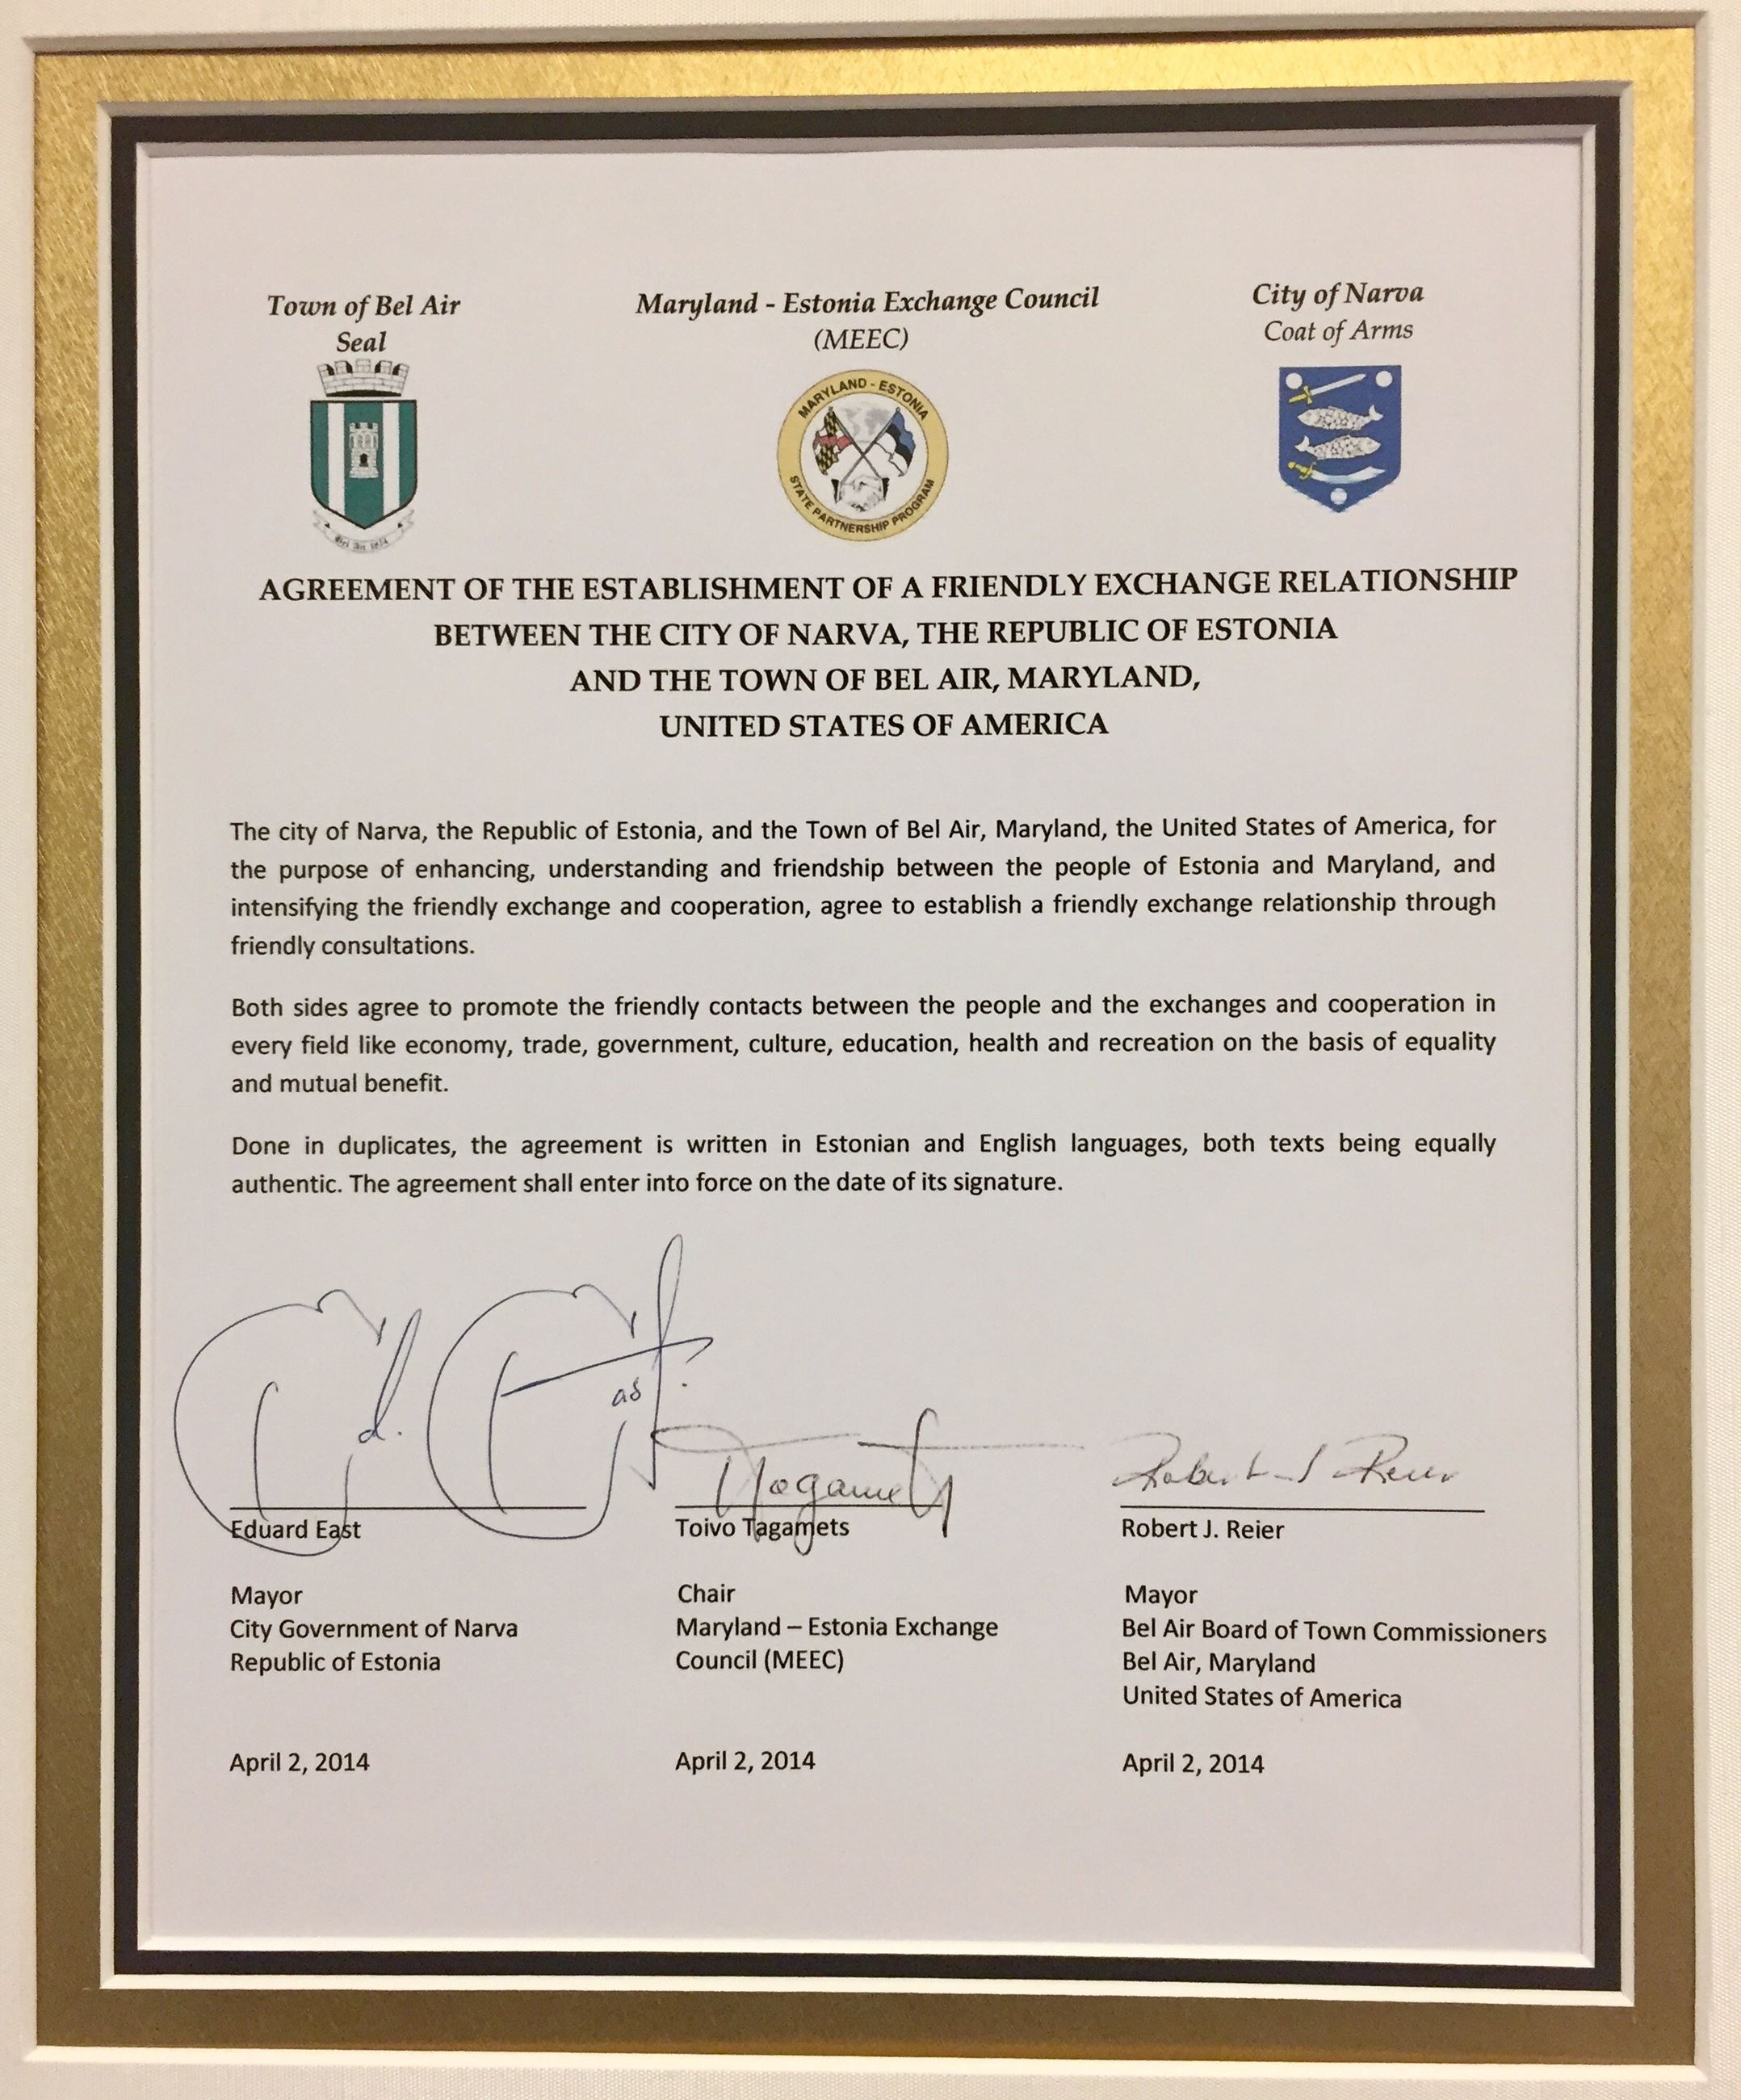 Town of Bel Air
Seal
Maryland - Estonia Exchange Council
(MEEC)
City of Narva
Coat of Arms
Bel Air 1874
MARYLAND - ESTONIA
STATE PARTNERSHIP PROGRAM
AGREEMENT OF THE ESTABLISHMENT OF A FRIENDLY EXCHANGE RELATIONSHIP
BETWEEN THE CITY OF NARVA, THE REPUBLIC OF ESTONIA
AND THE TOWN OF BEL AIR, MARYLAND,
UNITED STATES OF AMERICA
The city of Narva, the Republic of Estonia, and the Town of Bel Air, Maryland, the United States of America, for
the purpose of enhancing, understanding and friendship between the people of Estonia and Maryland, and
intensifying the friendly exchange and cooperation, agree to establish a friendly exchange relationship through
friendly consultations.
Both sides agree to promote the friendly contacts between the people and the exchanges and cooperation in
every field like economy, trade, government, culture, education, health and recreation on the basis of equality
and mutual benefit.
Done in duplicates, the agreement is written in Estonian and English languages, both texts being equally
authentic. The agreement shall enter into force on the date of its signature.
Ed. East.
Tagamets
Robert J Reier
Eduard East
Mayor
City Government of Narva
Republic of Estonia
April 2, 2014
Toivo Tagamets
Chair
Maryland – Estonia Exchange
Council (MEEC)
April 2, 2014
Robert J. Reier
Mayor
Bel Air Board of Town Commissioners
Bel Air, Maryland
United States of America
April 2, 2014